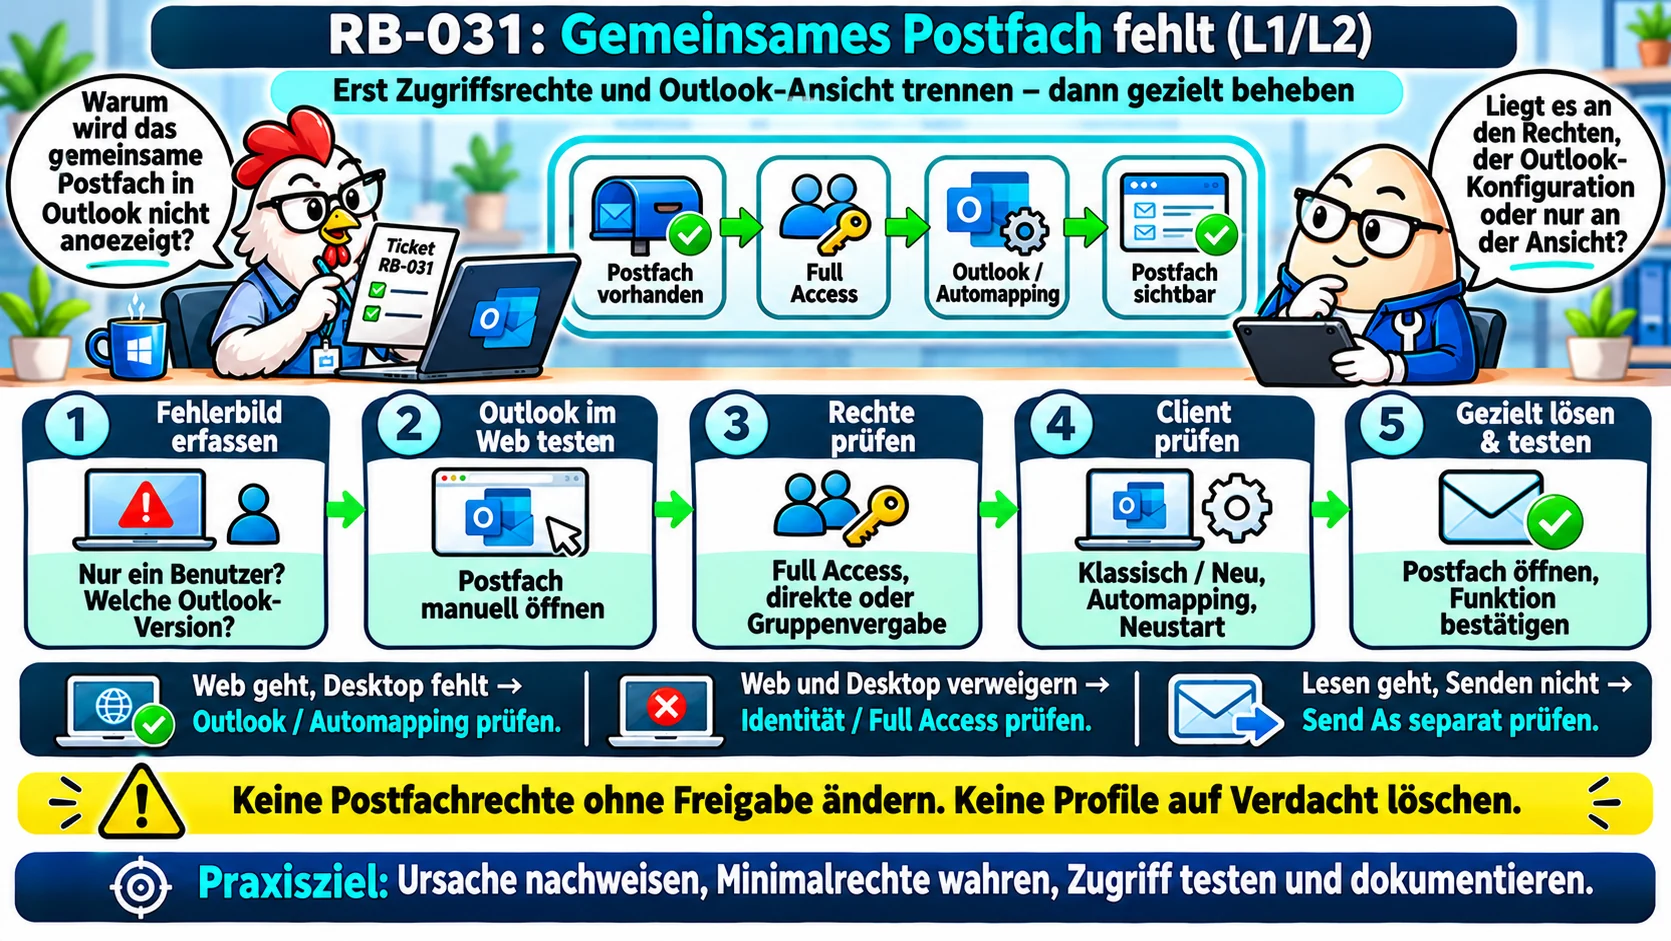 RB-031: Gemeinsames Postfach fehlt (L1/L2)
Erst Zugriffsrechte und Outlook-Ansicht trennen – dann gezielt beheben
Warum
wird das
gemeinsame
Postfach in
Outlook nicht
angezeigt?
Ticket
RB-031
Postfach
vorhanden
Full
Access
Outlook /
Automapping
Postfach
sichtbar
Liegt es an
den Rechten,
der Outlook-
Konfiguration
oder nur an
der Ansicht?
1
Fehlerbild
erfassen
Nur ein Benutzer?
Welche Outlook-
Version?
2
Outlook im
Web testen
Postfach
manuell öffnen
3
Rechte
prüfen
Full Access,
direkte oder
Gruppenvergabe
4
Client
prüfen
Klassisch / Neu,
Automapping,
Neustart
5
Gezielt lösen
& testen
Postfach öffnen,
Funktion
bestätigen
Web geht, Desktop fehlt →
Outlook / Automapping prüfen.
Web und Desktop verweigern →
Identität / Full Access prüfen.
Lesen geht, Senden nicht →
Send As separat prüfen.
Keine Postfachrechte ohne Freigabe ändern. Keine Profile auf Verdacht löschen.
Praxisziel: Ursache nachweisen, Minimalrechte wahren, Zugriff testen und dokumentieren.